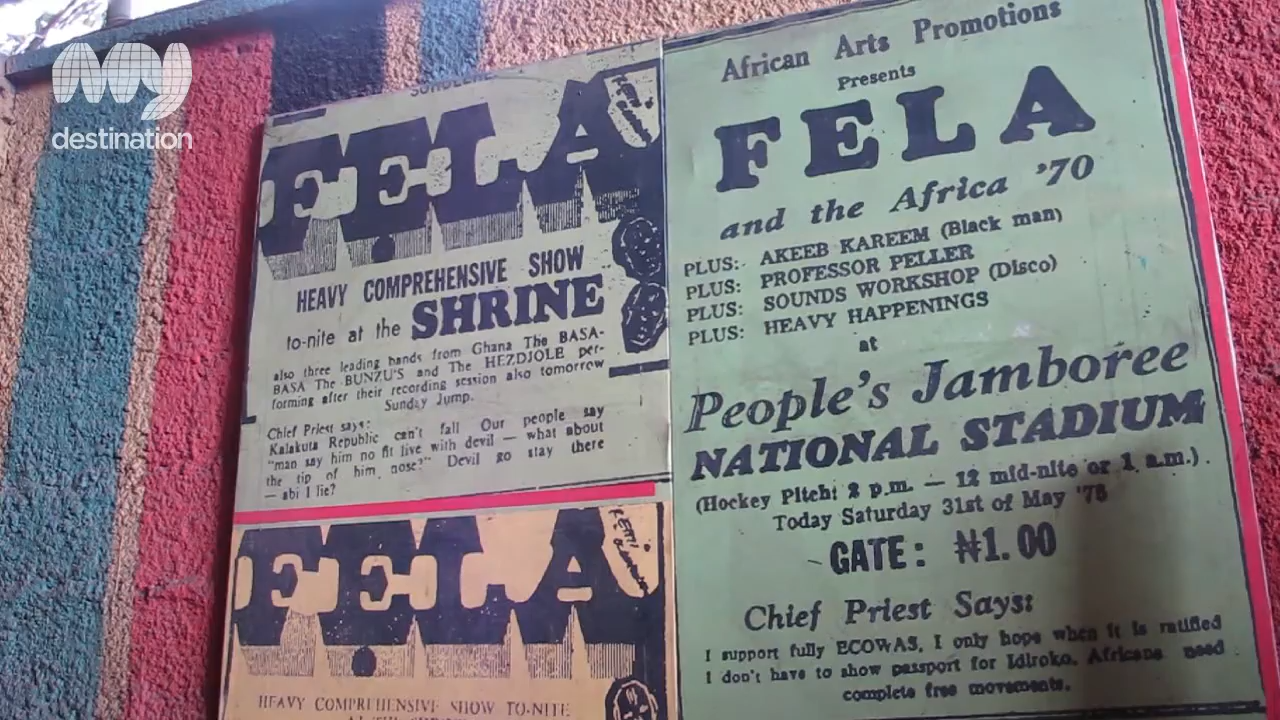 my
destination
FELA
HEAVY COMPREHENSIVE SHOW
to-nite at the SHRINE
also three leading bands from Ghana The BASA-
BASA The BUNZU'S and The HEZDJOLE per-
forming after their recording session also tomorrow
Sunday Jump.
Chief Priest says:
Kalakuta Republic can't fall Our people say
"man say him no fit live with devil — what about
the tip of him nose?" Devil go stay there
— abi I lie?
FELA
HEAVY COMPREHENSIVE SHOW TO-NITE
African Arts Promotions
Presents
FELA
and the Africa '70
PLUS: AKEEB KAREEM (Black man)
PLUS: PROFESSOR PELLER
PLUS: SOUNDS WORKSHOP (Disco)
PLUS: HEAVY HAPPENINGS
at
People's Jamboree
NATIONAL STADIUM
(Hockey Pitch: 2 p.m. — 12 mid-nite or 1 a.m.)
Today Saturday 31st of May
GATE: ₦1.00
Chief Priest Says:
I support fully ECOWAS, I only hope when it is ratified
I don't have to show passport for Idiroko. Africans need
complete free movements.